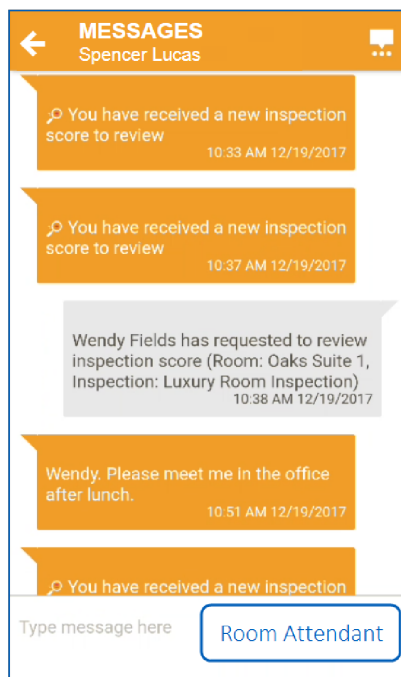 MESSAGES
Spencer Lucas
You have received a new inspection
score to review
10:33 AM 12/19/2017
You have received a new inspection
score to review
10:37 AM 12/19/2017
Wendy Fields has requested to review
inspection score (Room: Oaks Suite 1,
Inspection: Luxury Room Inspection)
10:38 AM 12/19/2017
Wendy. Please meet me in the office
after lunch.
10:51 AM 12/19/2017
You have received a new inspection
Type message here
Room Attendant